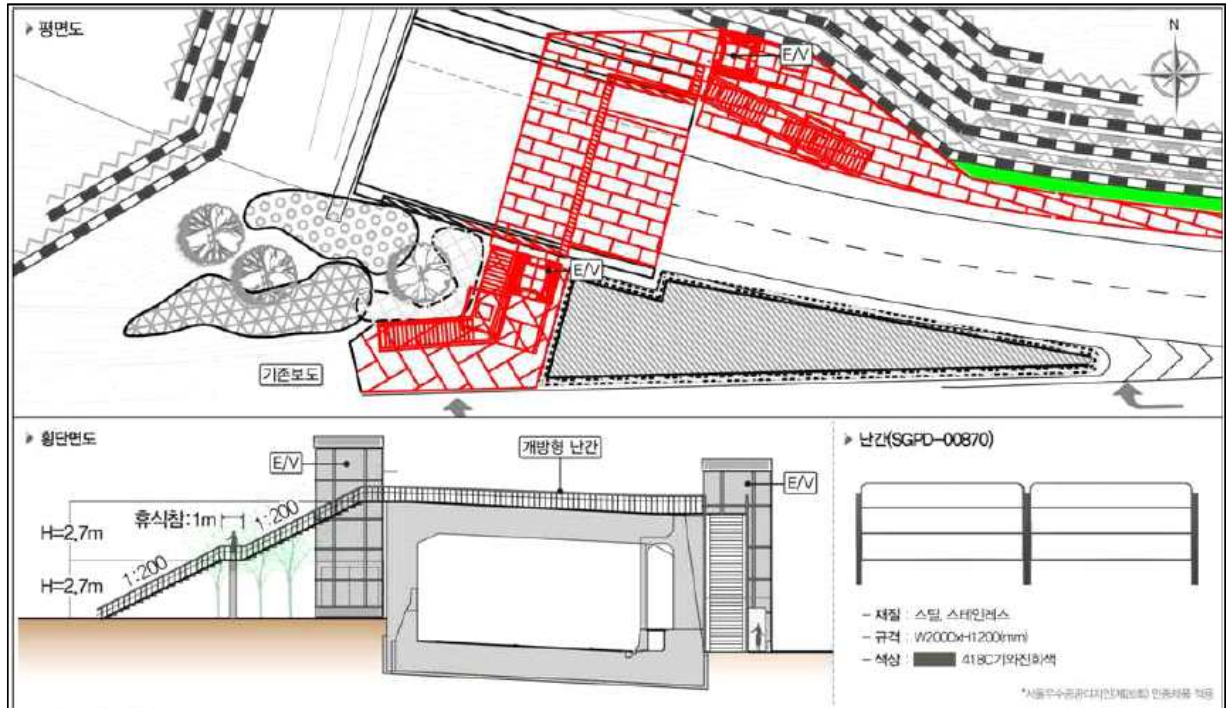 평면도
N
E/V
E/V
기존보도
횡단면도
개방형 난간
E/V
E/V
휴식참:1m
1:200
H=2.7m
H=2.7m
1:200
난간(SGPD-00870)
- 재질 : 스틸, 스테인레스
- 규격 : W2000xH1200(mm)
- 색상 : 418C기와진회색